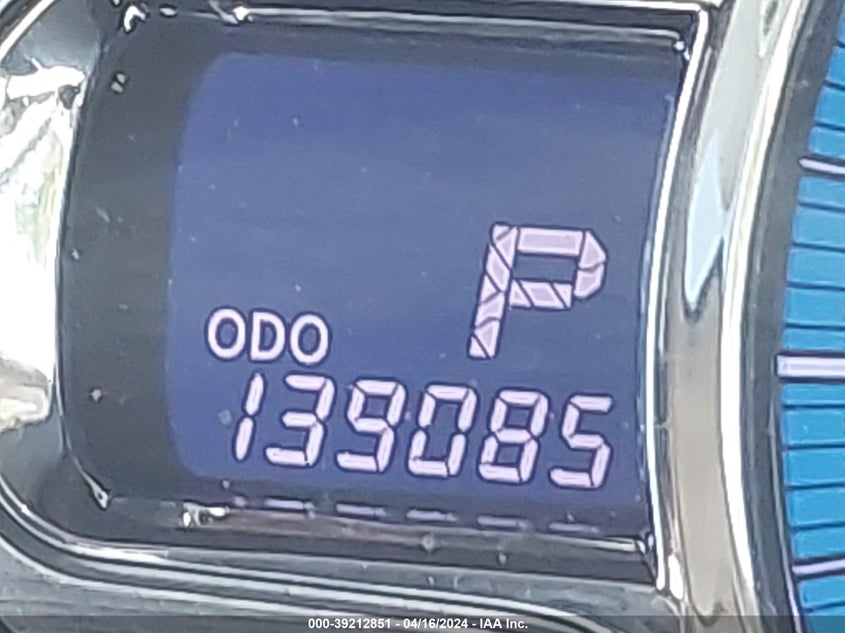 P
ODO
139085
000-39212851 - 04/16/2024 - IAA Inc.